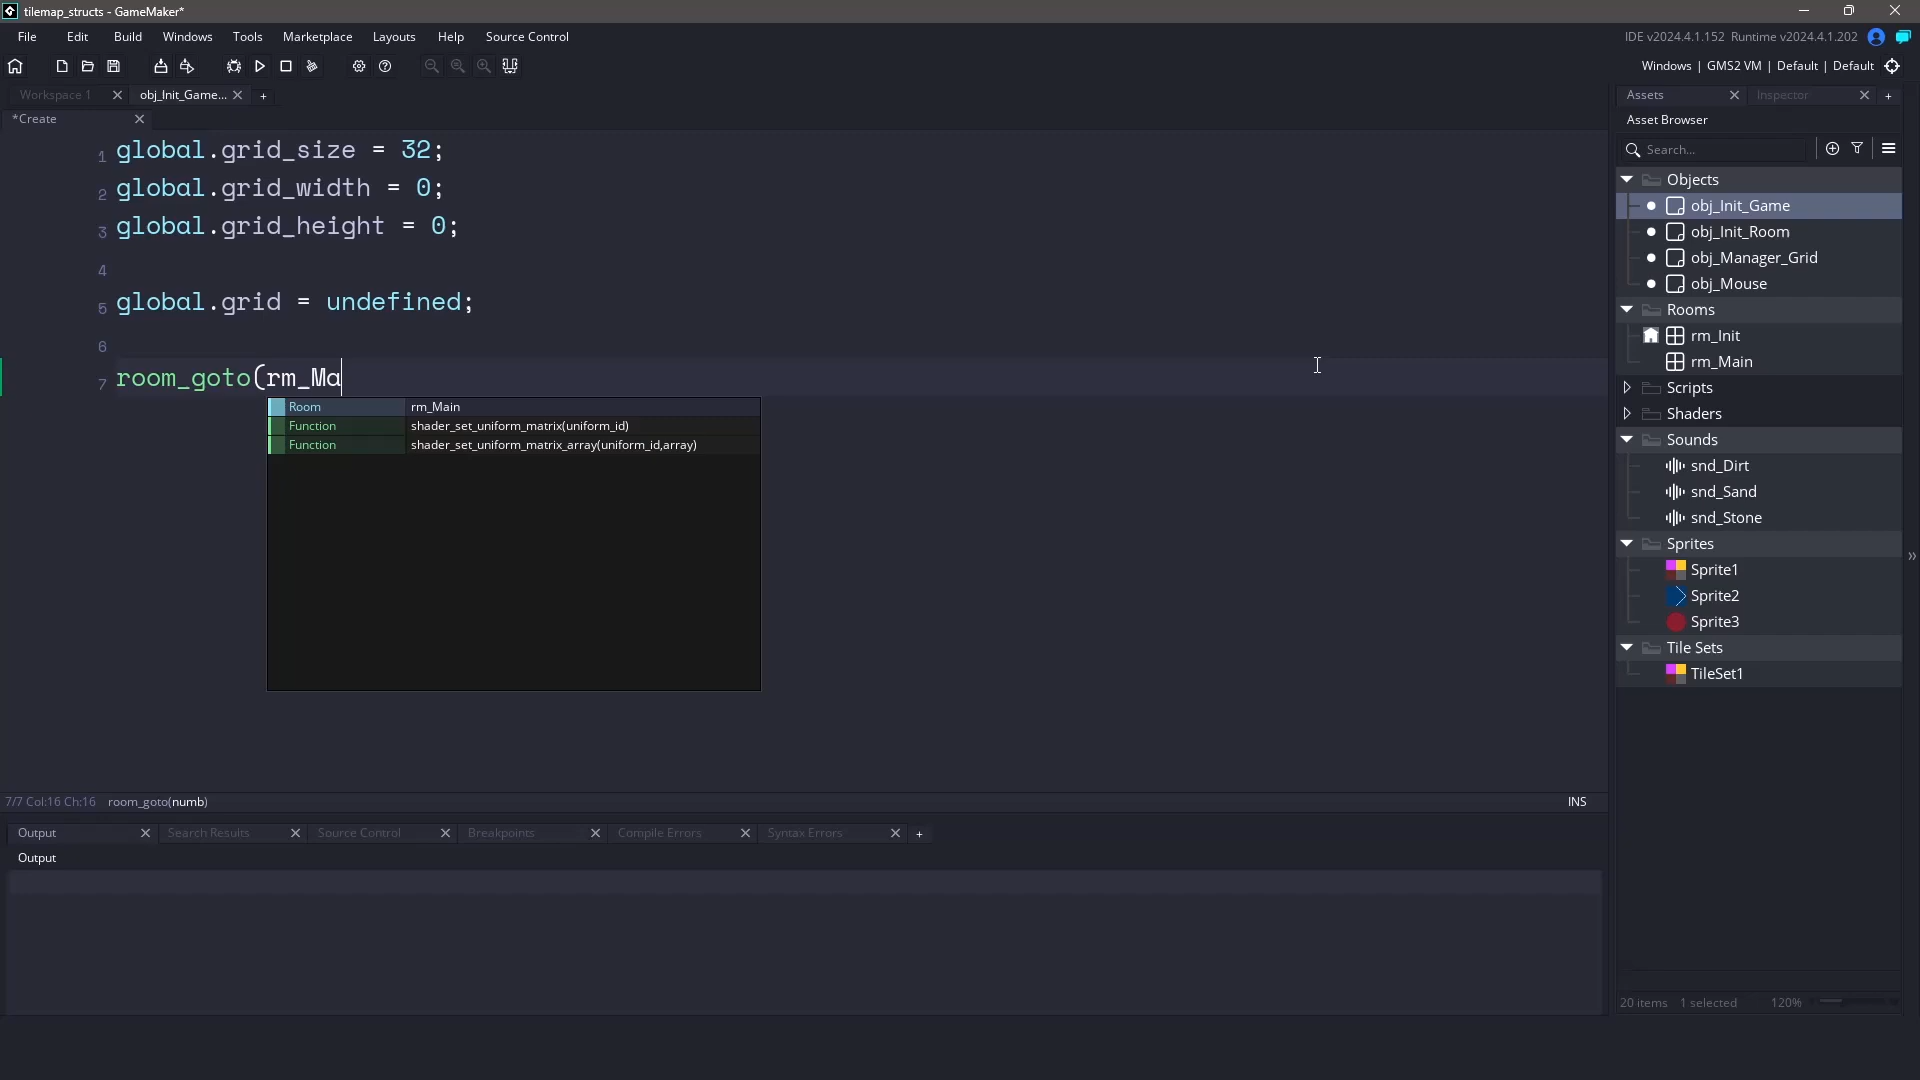 tilemap_structs - GameMaker*
File Edit Build Windows Tools Marketplace Layouts Help Source Control
IDE v2024.4.1.152 Runtime v2024.4.1.202
Windows | GMS2 VM | Default | Default
Workspace 1
obj_Init_Game...
*Create
1 global.grid_size = 32;
2 global.grid_width = 0;
3 global.grid_height = 0;
4
5 global.grid = undefined;
6
7 room_goto(rm_Ma
Room rm_Main
Function shader_set_uniform_matrix(uniform_id)
Function shader_set_uniform_matrix_array(uniform_id,array)
7/7 Col:16 Ch:16 room_goto(numb)
INS
Output Search Results Source Control Breakpoints Compile Errors Syntax Errors
Output
Assets Inspector
Asset Browser
Search...
Objects
obj_Init_Game
obj_Init_Room
obj_Manager_Grid
obj_Mouse
Rooms
rm_Init
rm_Main
Scripts
Shaders
Sounds
snd_Dirt
snd_Sand
snd_Stone
Sprites
Sprite1
Sprite2
Sprite3
Tile Sets
TileSet1
20 items 1 selected 120%